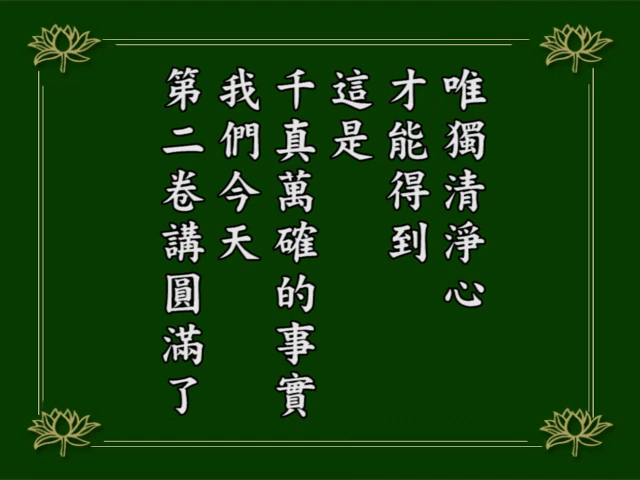 唯獨清淨心
才能得到
這是
千真萬確的事實
我們今天
第二卷講圓滿了